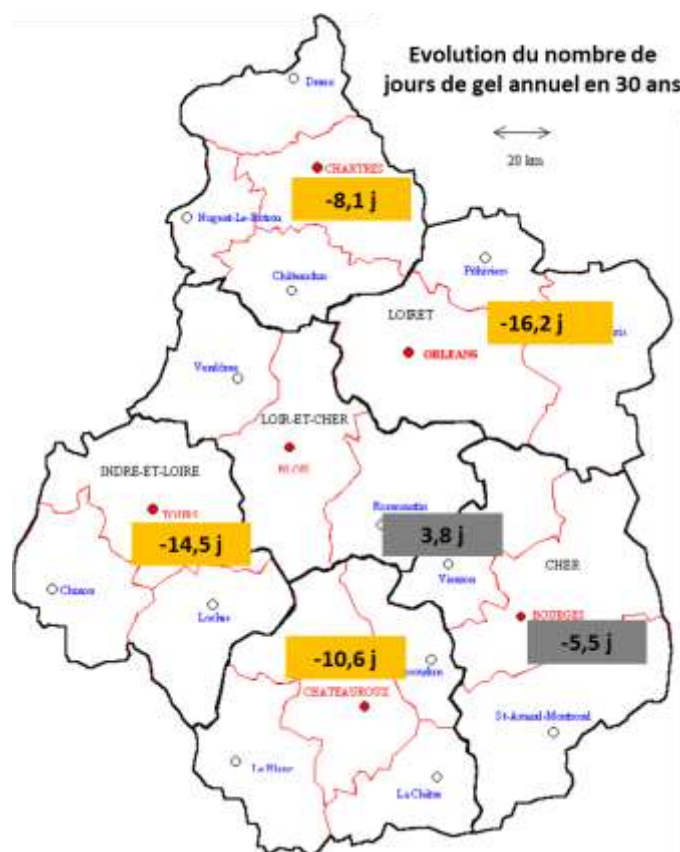 Evolution du nombre de
jours de gel annuel en 30 ans
20 km
Dreux
CHARTRES
-8,1 j
Nogent-Le-Rotrou
Châteaudun
Pithiviers
LOIRET
-16,2 j
ORLEANS
Vendôme
LOIR-ET-CHER
BLOIS
INDRE-ET-LOIRE
TOURS
Romorantin
-14,5 j
3,8 j
CHER
Vierzon
Chinon
Loches
BOURGES
-5,5 j
-10,6 j
CHATEAUROUX
St-Amand-Montrond
Le Blanc
La Châtre